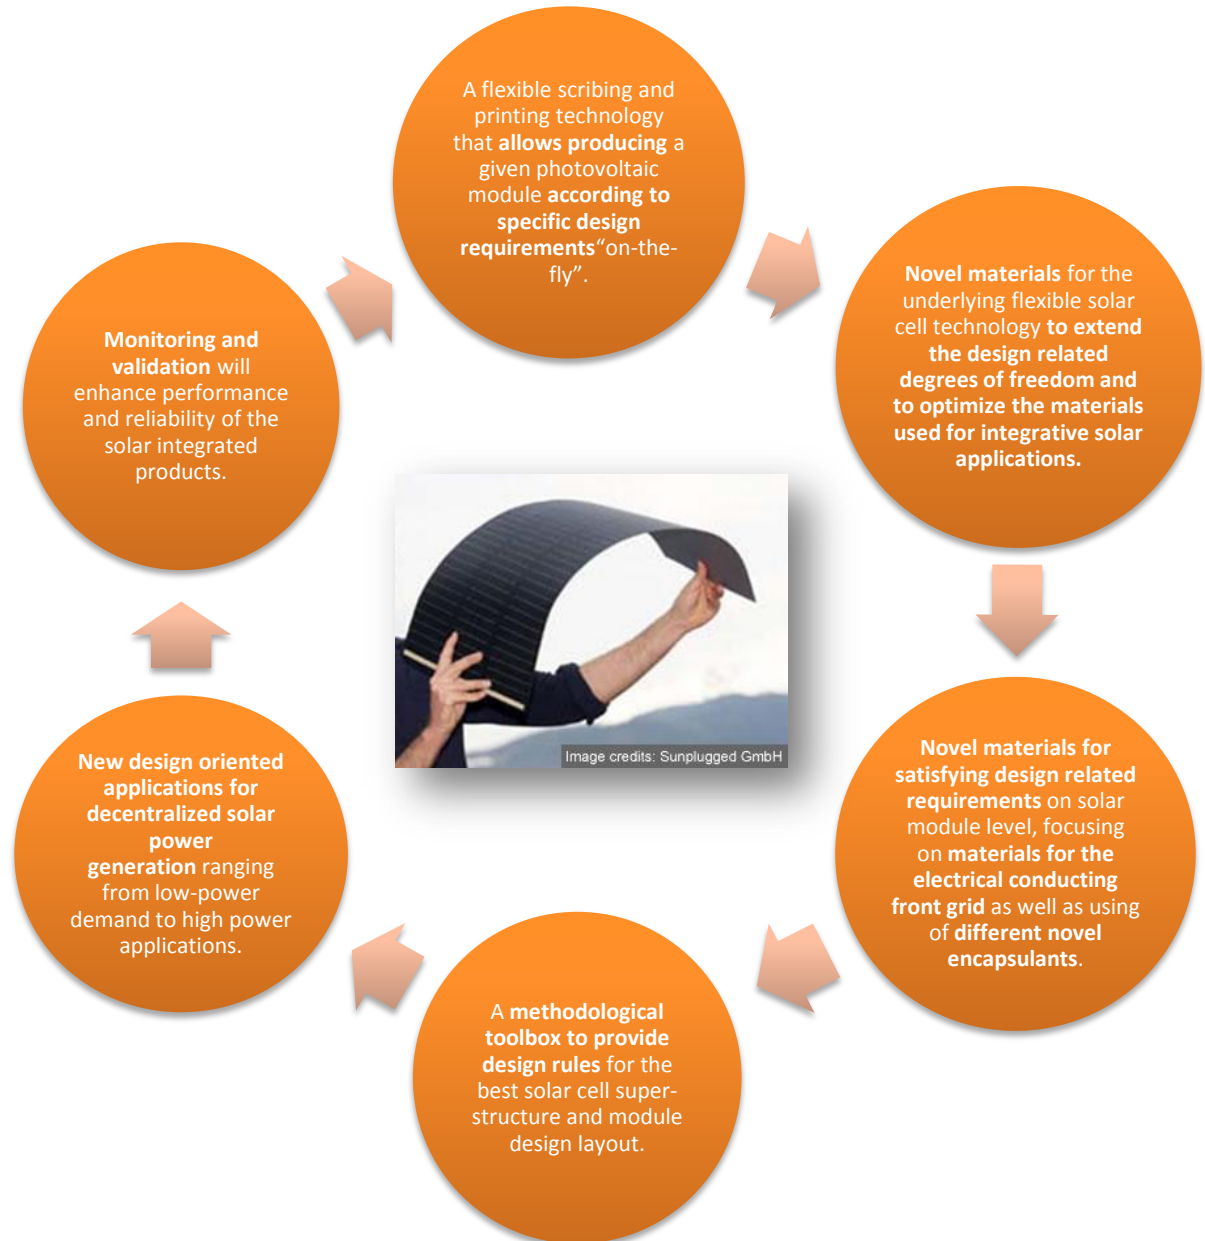 A flexible scribing and
printing technology
that allows producing a
given photovoltaic
module according to
specific design
requirements“on-the-
fly”.
Novel materials for the
underlying flexible solar
cell technology to extend
the design related
degrees of freedom and
to optimize the materials
used for integrative solar
applications.
Novel materials for
satisfying design related
requirements on solar
module level, focusing
on materials for the
electrical conducting
front grid as well as using
of different novel
encapsulants.
A methodological
toolbox to provide
design rules for the
best solar cell super-
structure and module
design layout.
New design oriented
applications for
decentralized solar
power
generation ranging
from low-power
demand to high power
applications.
Monitoring and
validation will
enhance performance
and reliability of the
solar integrated
products.
Image credits: Sunplugged GmbH